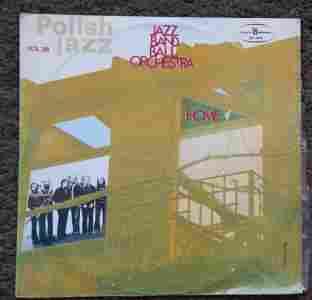 Polish
Jazz
VOL. 38
JAZZ
BAND
BALL
ORCHESTRA
HOME